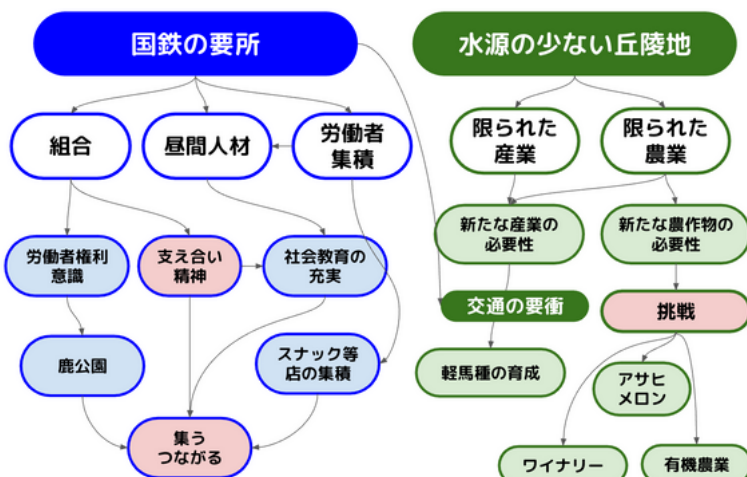 国鉄の要所
水源の少ない丘陵地
組合
昼間人材
労働者
集積
限られた
産業
限られた
農業
労働者権利
意識
支え合い
精神
社会教育の
充実
新たな産業の
必要性
新たな農作物の
必要性
交通の要衝
挑戦
鹿公園
スナック等
店の集積
軽馬種の育成
アサヒ
メロン
集う
つながる
ワイナリー
有機農業